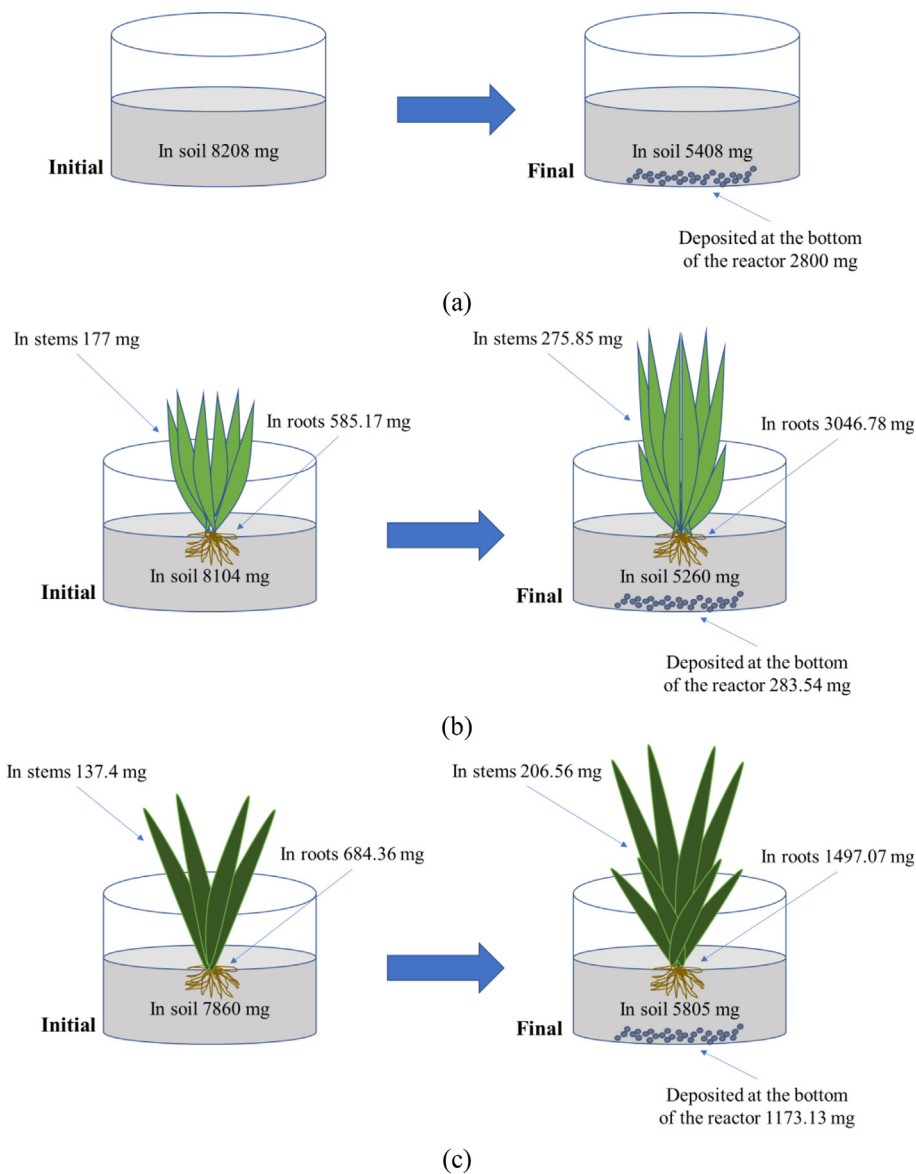 In soil 8208 mg
Initial
In soil 5408 mg
Final
Deposited at the bottom
of the reactor 2800 mg
(a)
In stems 177 mg
In roots 585.17 mg
In soil 8104 mg
Initial
In stems 275.85 mg
In roots 3046.78 mg
In soil 5260 mg
Final
Deposited at the bottom
of the reactor 283.54 mg
(b)
In stems 137.4 mg
In roots 684.36 mg
In soil 7860 mg
Initial
In stems 206.56 mg
In roots 1497.07 mg
In soil 5805 mg
Final
Deposited at the bottom
of the reactor 1173.13 mg
(c)